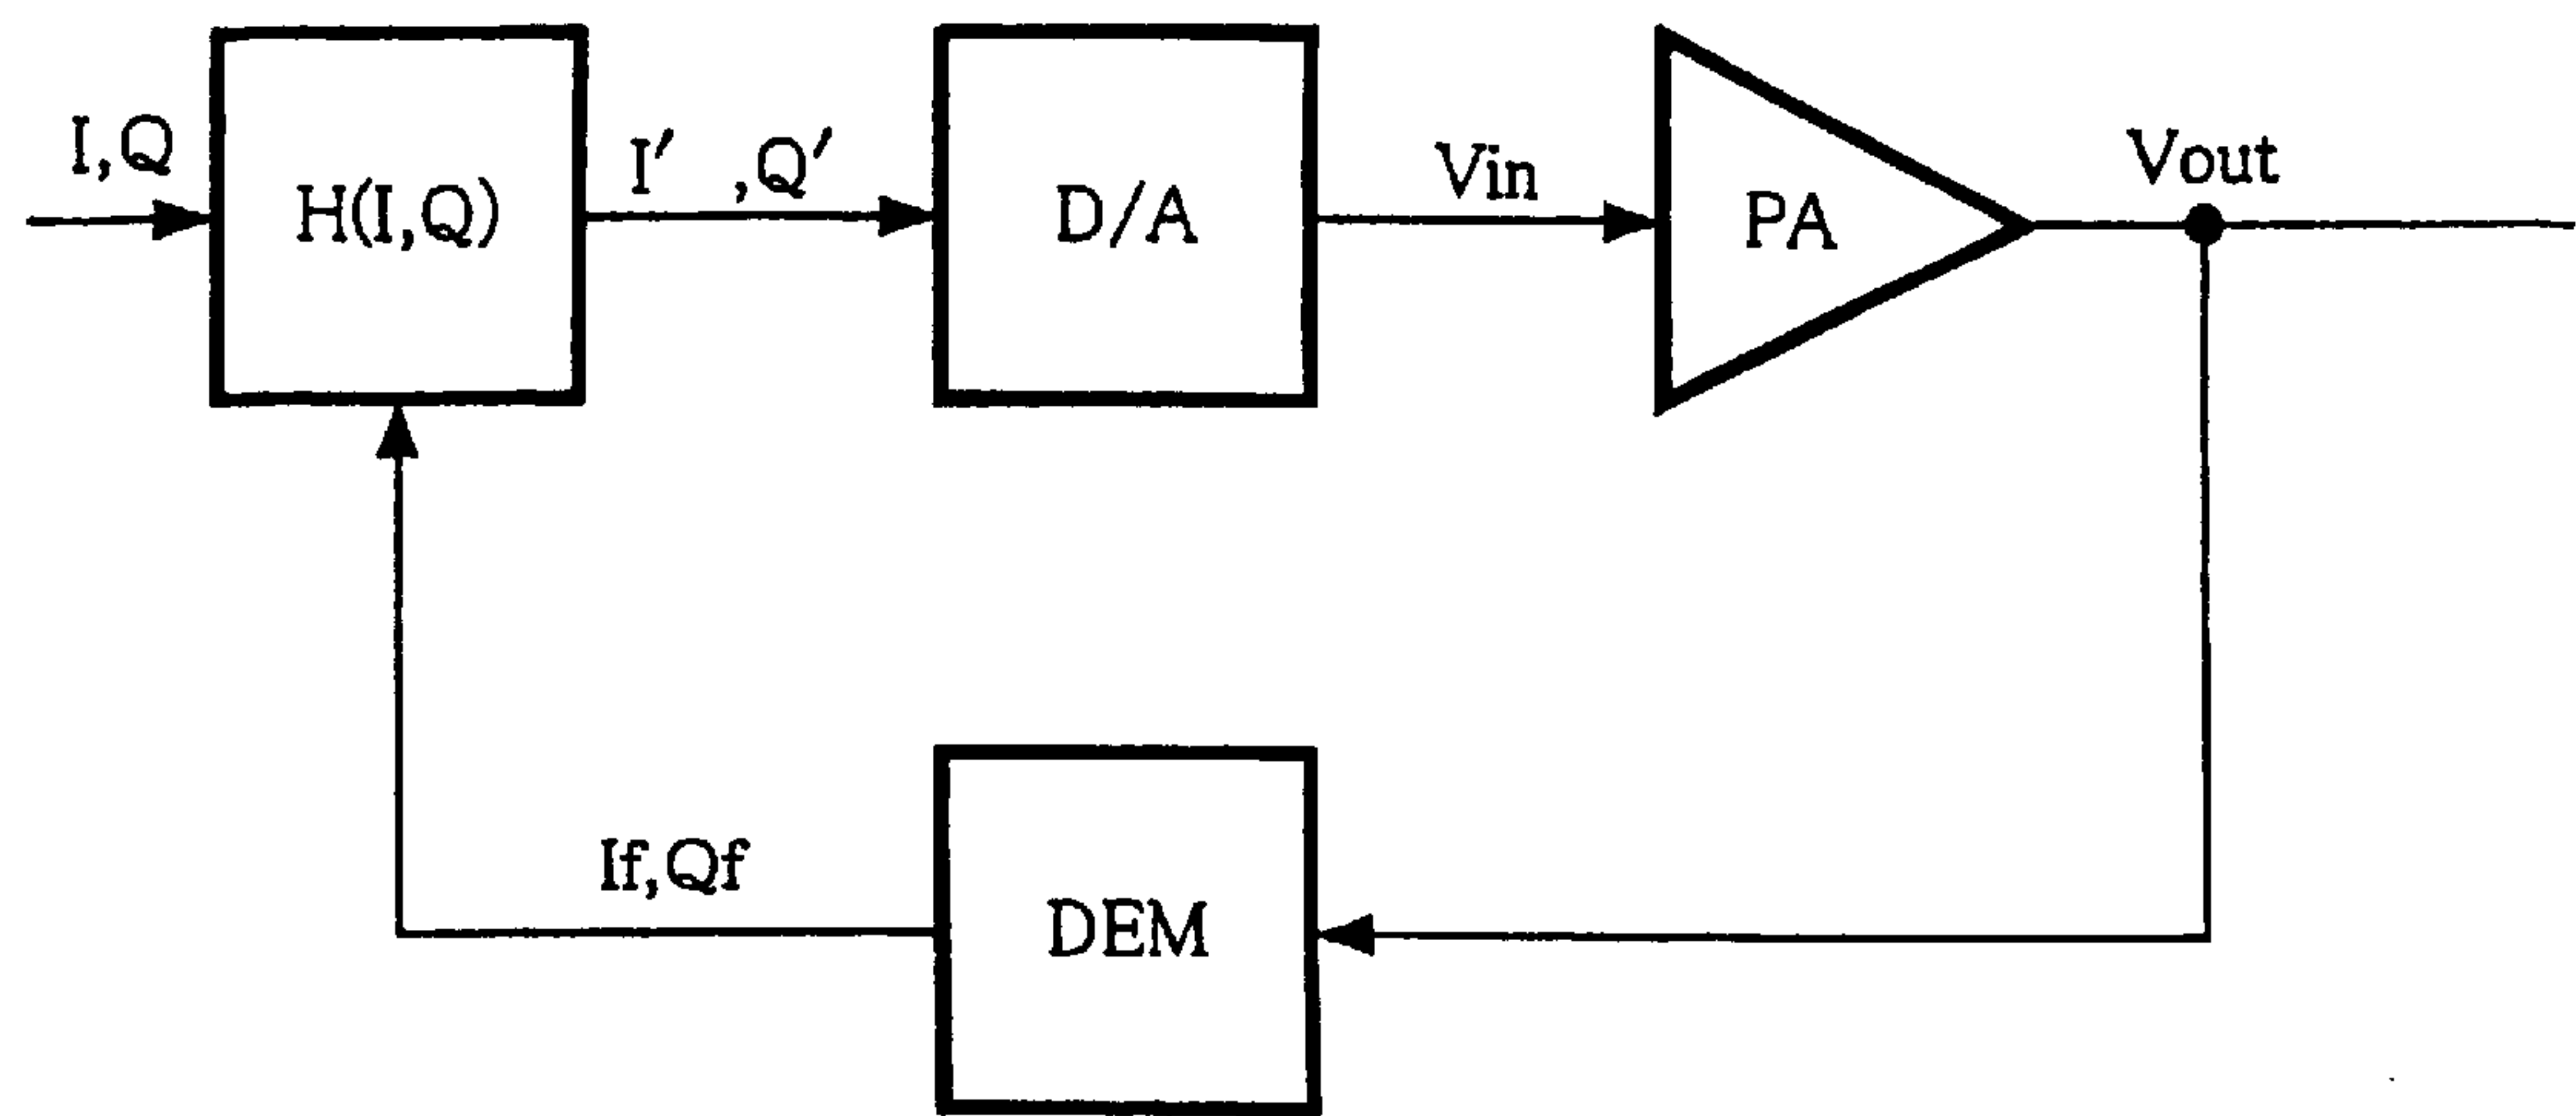 I,Q
H(I,Q)
I′ ,Q′
D/A
Vin
PA
Vout
If,Qf
DEM